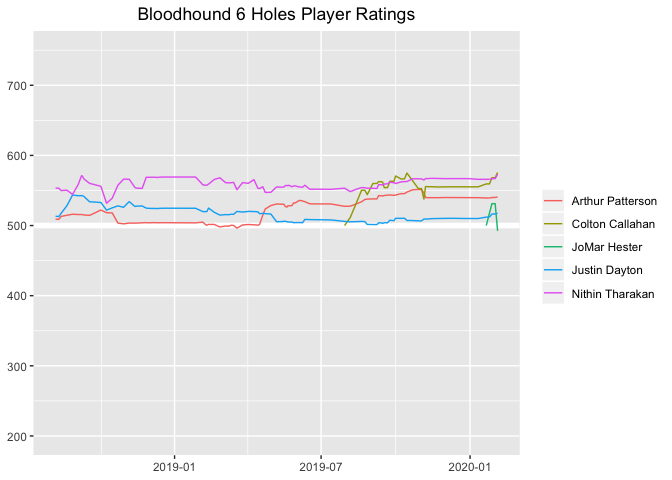 Bloodhound 6 Holes Player Ratings
700
600
500
400
300
200
2019-01
2019-07
2020-01
Arthur Patterson
Colton Callahan
JoMar Hester
Justin Dayton
Nithin Tharakan